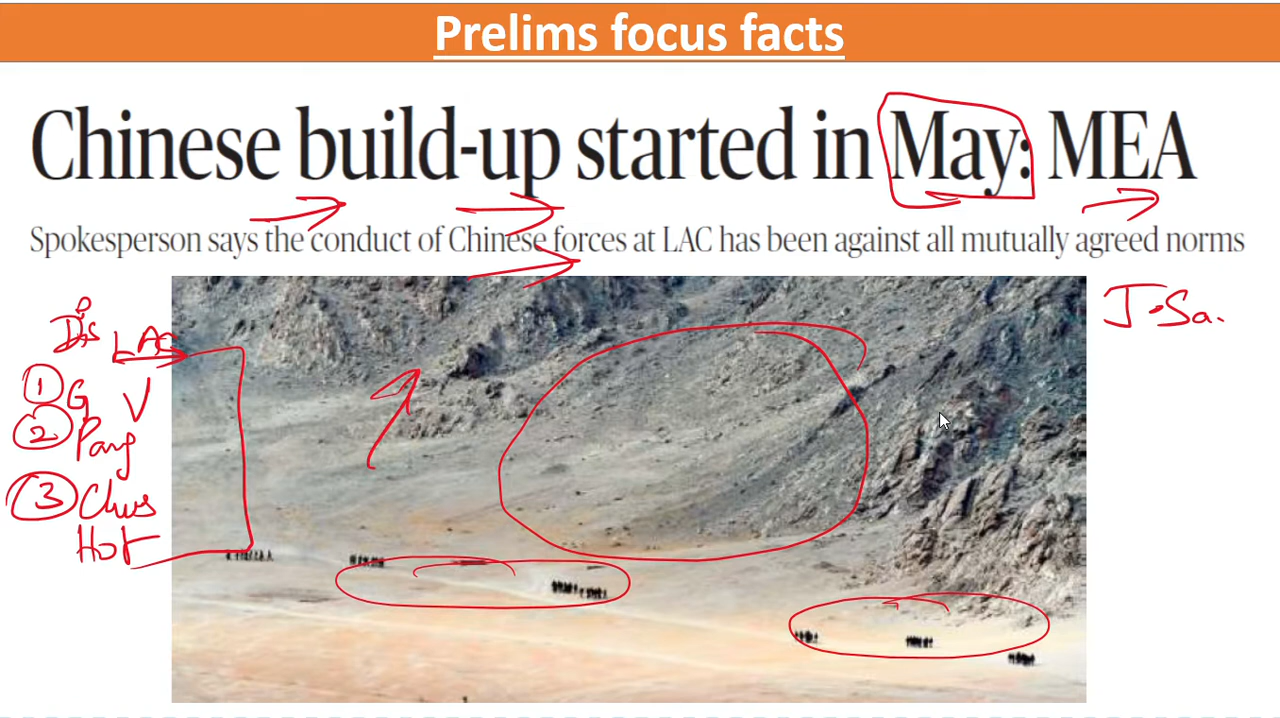 Prelims focus facts
Chinese build-up started in May: MEA
Spokesperson says the conduct of Chinese forces at LAC has been against all mutually agreed norms
J.Sa.
LAC
1 G V
2 Pang
3 Chus
Hot